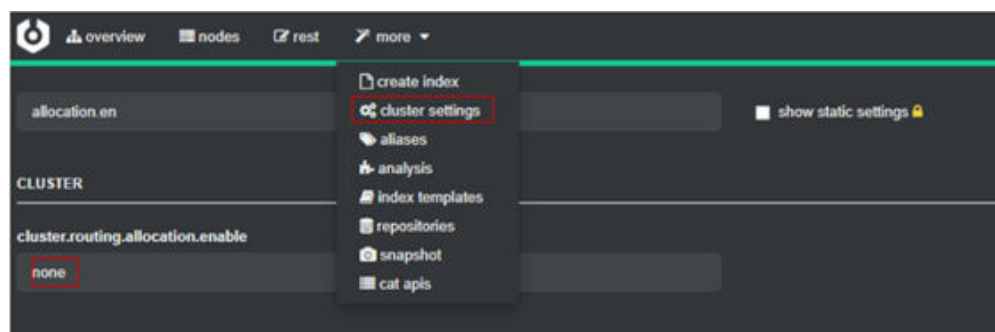 overview nodes rest more
create index
allocation.en cluster settings show static settings
aliases
analysis
CLUSTER
index templates
repositories
cluster.routing.allocation.enable
snapshot
none
cat apis